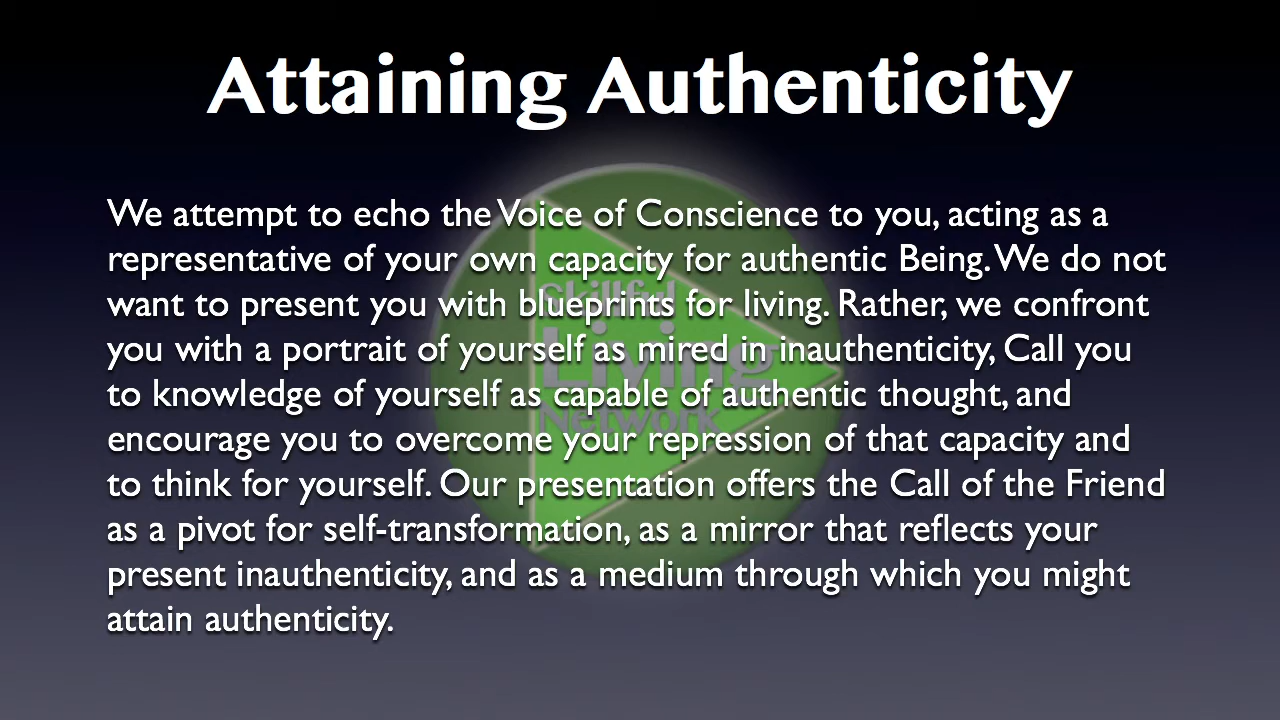 Attaining Authenticity
We attempt to echo the Voice of Conscience to you, acting as a
representative of your own capacity for authentic Being. We do not
want to present you with blueprints for living. Rather, we confront
you with a portrait of yourself as mired in inauthenticity, Call you
to knowledge of yourself as capable of authentic thought, and
encourage you to overcome your repression of that capacity and
to think for yourself. Our presentation offers the Call of the Friend
as a pivot for self-transformation, as a mirror that reflects your
present inauthenticity, and as a medium through which you might
attain authenticity.
Skillful
Living
Network